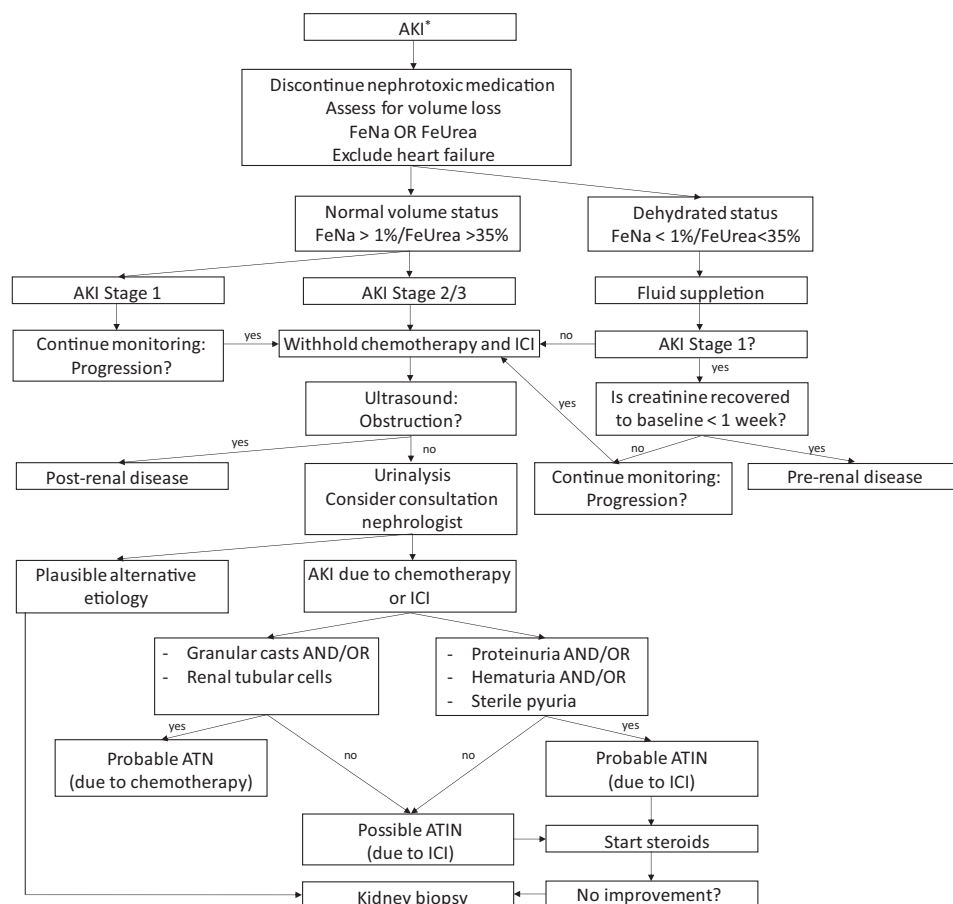 AKI*
Discontinue nephrotoxic medication
Assess for volume loss
FeNa OR FeUrea
Exclude heart failure
Normal volume status
FeNa > 1%/FeUrea >35%
Dehydrated status
FeNa < 1%/FeUrea<35%
AKI Stage 1
AKI Stage 2/3
Fluid suppletion
Continue monitoring:
Progression?
yes
Withhold chemotherapy and ICI
no
AKI Stage 1?
yes
Ultrasound:
Obstruction?
yes
Is creatinine recovered
to baseline < 1 week?
yes
no
no
yes
Post-renal disease
Urinalysis
Consider consultation
nephrologist
Continue monitoring:
Progression?
Pre-renal disease
Plausible alternative
etiology
AKI due to chemotherapy
or ICI
- Granular casts AND/OR
- Renal tubular cells
- Proteinuria AND/OR
- Hematuria AND/OR
- Sterile pyuria
yes
no
no
yes
Probable ATN
(due to chemotherapy)
Probable ATIN
(due to ICI)
Possible ATIN
(due to ICI)
Start steroids
Kidney biopsy
No improvement?